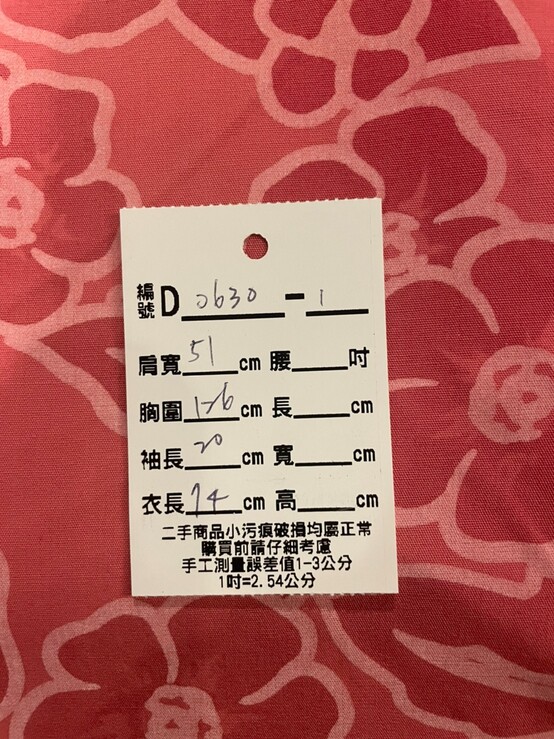 編號 D 0630 - 1
肩寬 51 cm 腰 吋
胸圍 126 cm 長 cm
袖長 20 cm 寬 cm
衣長 74 cm 高 cm
二手商品小污痕破損均屬正常
購買前請仔細考慮
手工測量誤差值1-3公分
1吋=2.54公分